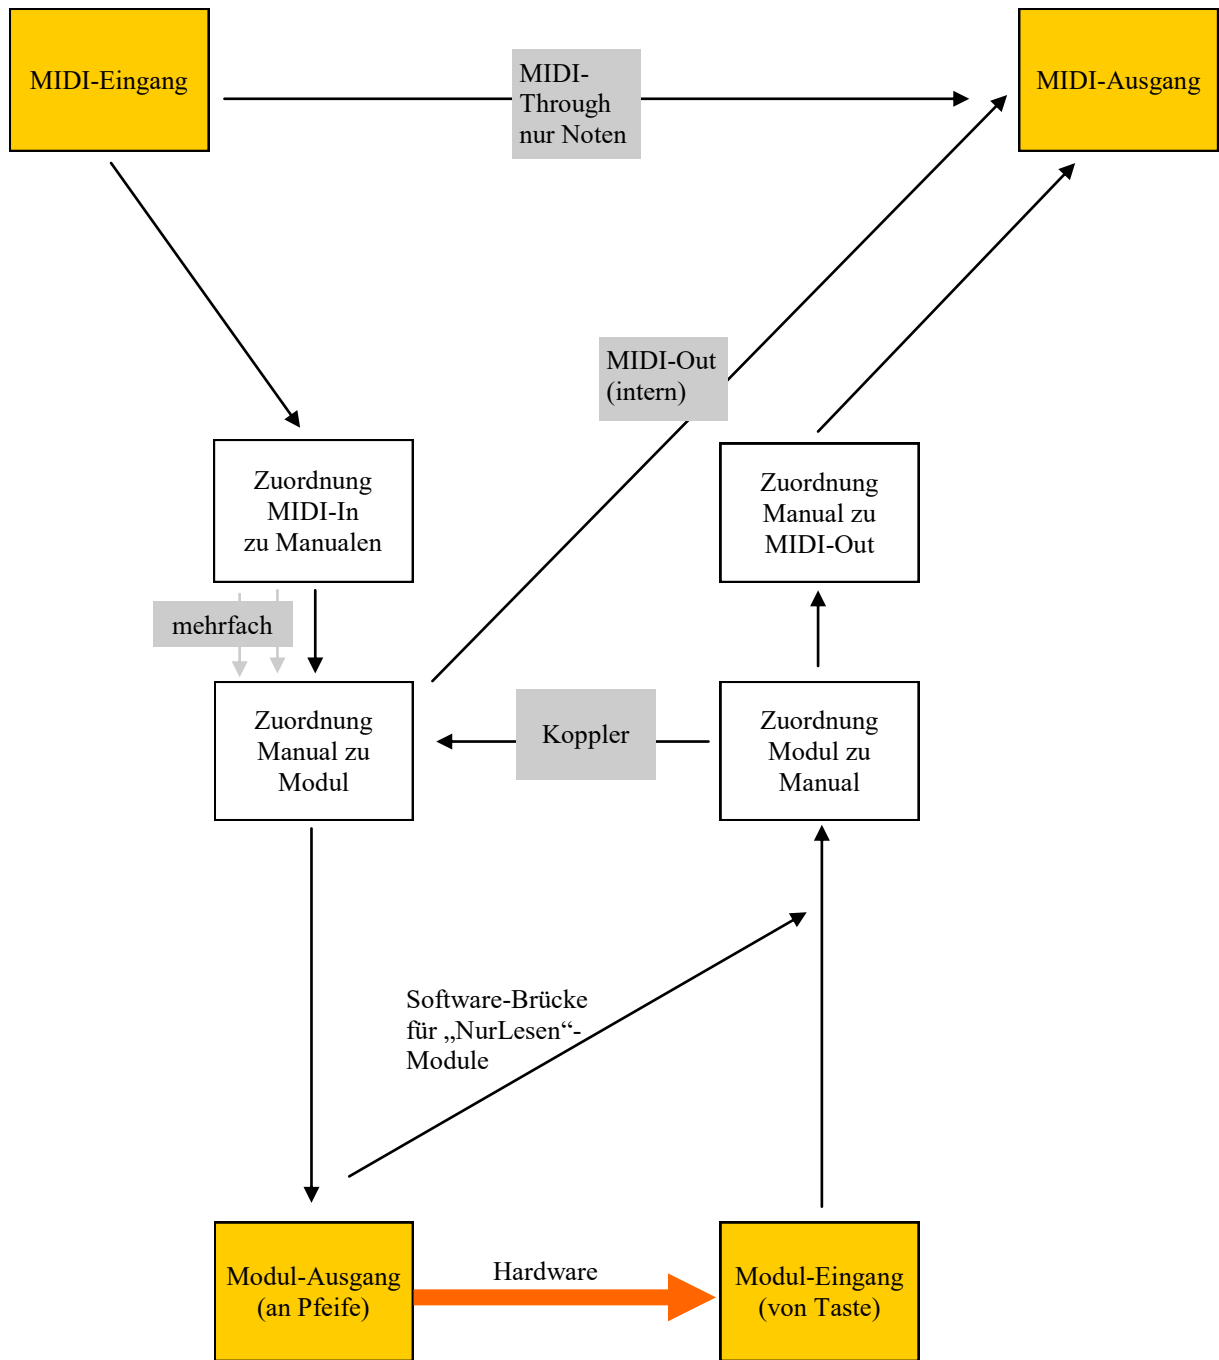 MIDI-Eingang
MIDI-
Through
nur Noten
MIDI-Ausgang
MIDI-Out
(intern)
Zuordnung
MIDI-In
zu Manualen
Zuordnung
Manual zu
MIDI-Out
mehrfach
Zuordnung
Manual zu
Modul
Koppler
Zuordnung
Modul zu
Manual
Software-Brücke
für „NurLesen“-
Module
Modul-Ausgang
(an Pfeife)
Hardware
Modul-Eingang
(von Taste)